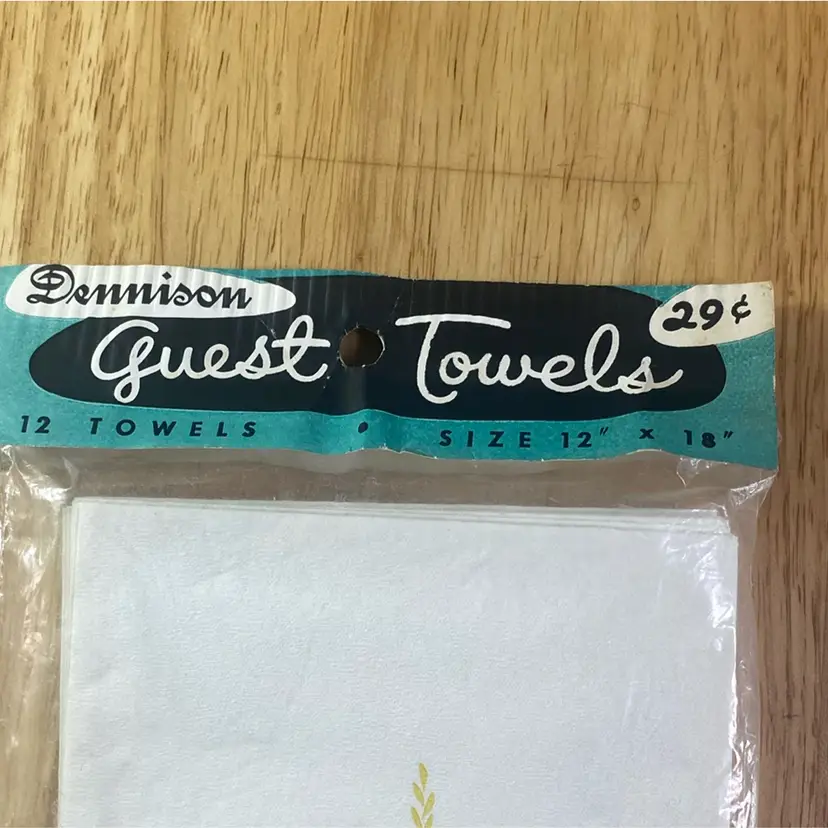 Dennison
Guest Towels
29¢
12 TOWELS • SIZE 12" x 18"